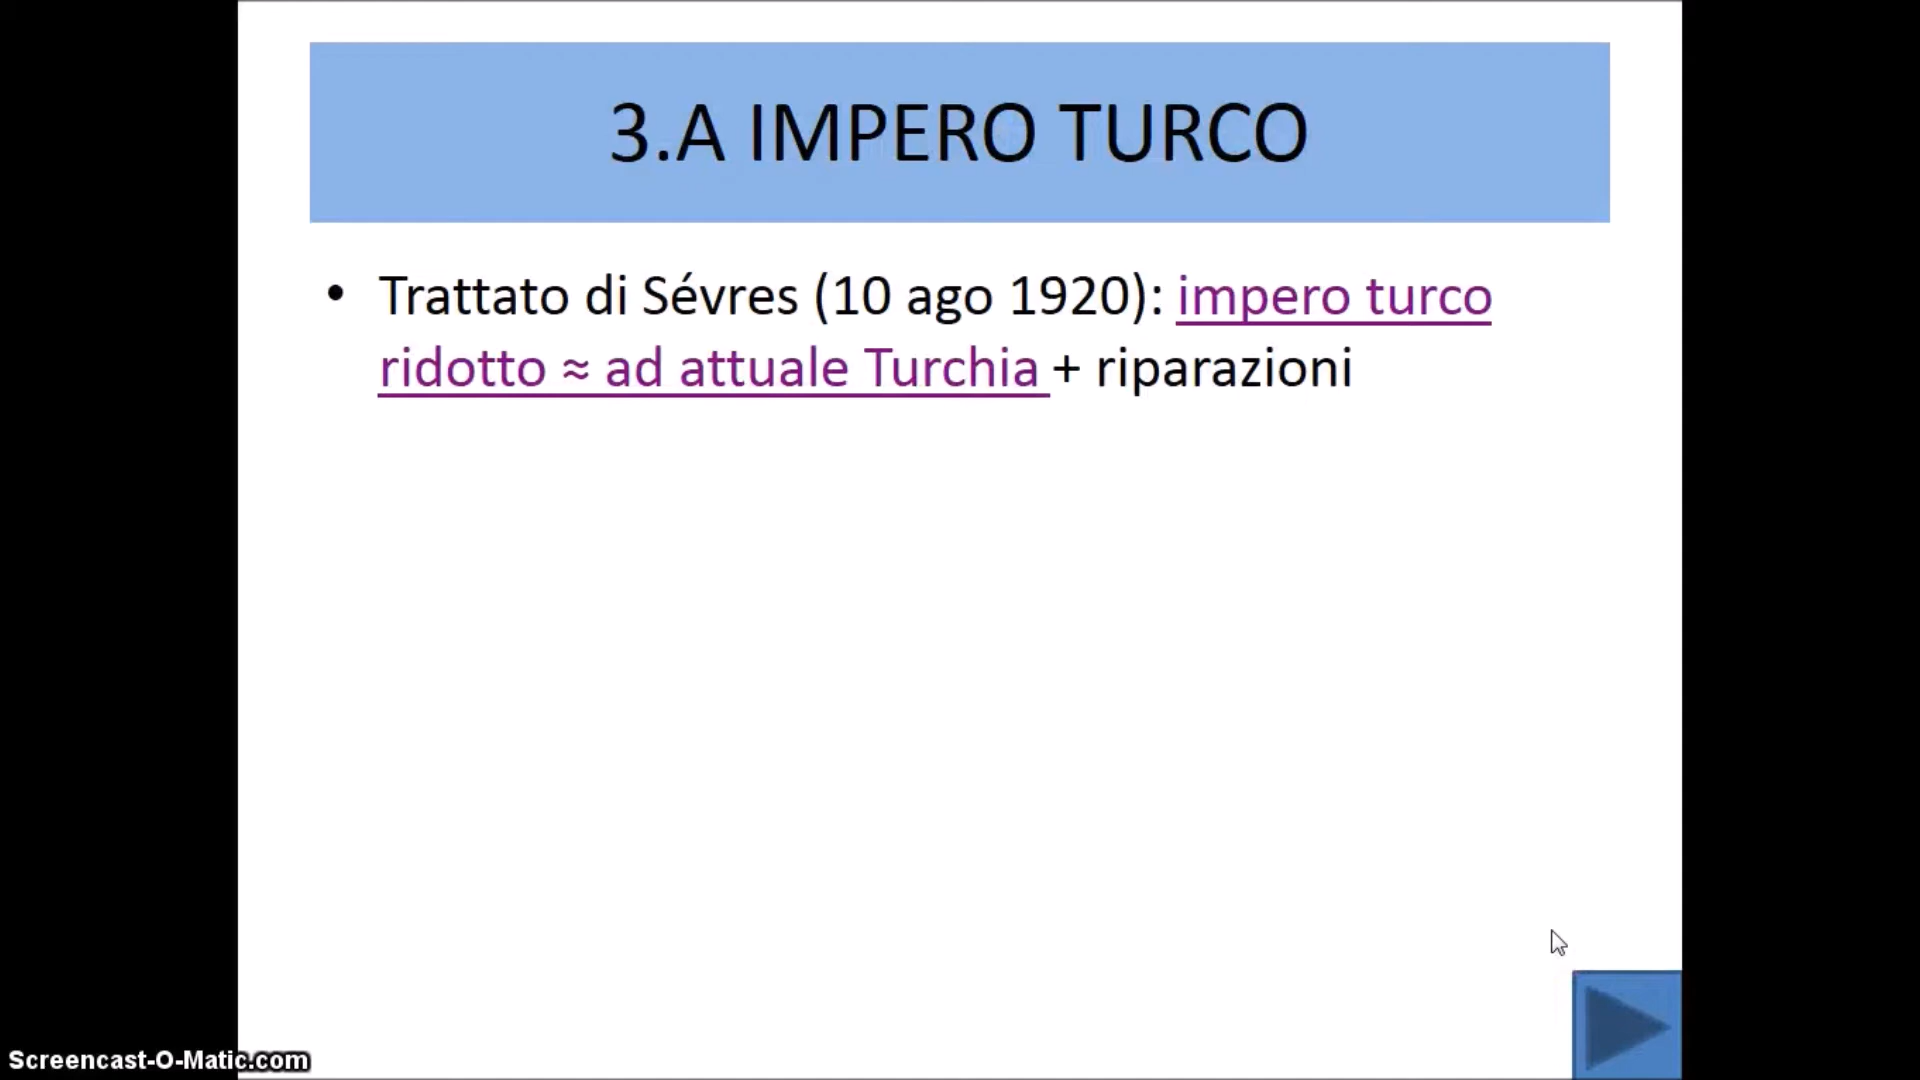 3.A IMPERO TURCO
• Trattato di Sévres (10 ago 1920): impero turco
ridotto ≈ ad attuale Turchia + riparazioni
Screencast-O-Matic.com